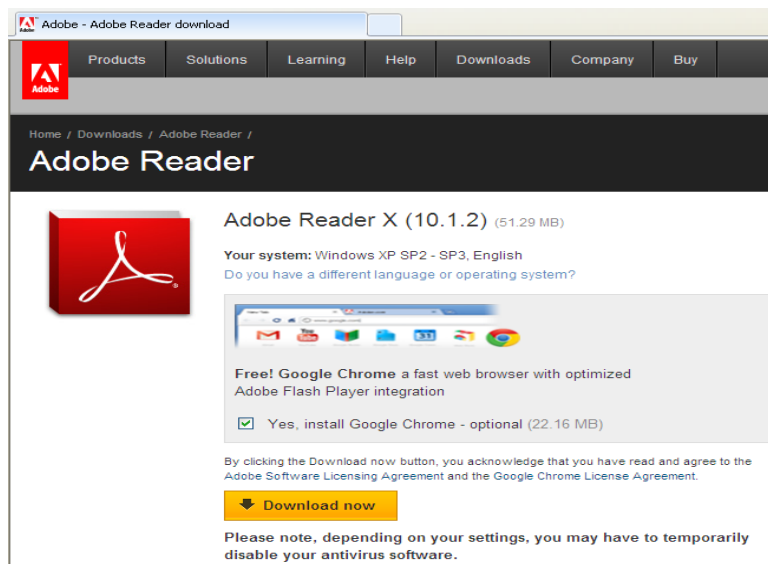 Adobe - Adobe Reader download
Products Solutions Learning Help Downloads Company Buy
Adobe
Home / Downloads / Adobe Reader /
Adobe Reader
Adobe Reader X (10.1.2) (51.29 MB)
Your system: Windows XP SP2 - SP3, English
Do you have a different language or operating system?
Free! Google Chrome a fast web browser with optimized
Adobe Flash Player integration
Yes, install Google Chrome - optional (22.16 MB)
By clicking the Download now button, you acknowledge that you have read and agree to the
Adobe Software Licensing Agreement and the Google Chrome License Agreement.
Download now
Please note, depending on your settings, you may have to temporarily
disable your antivirus software.